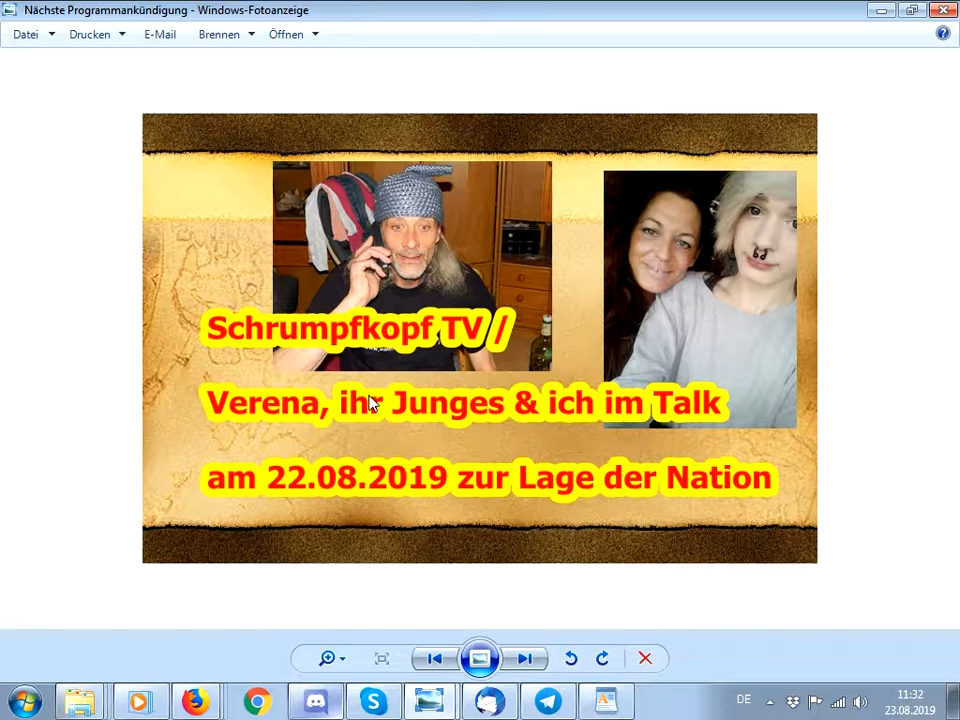 Nächste Programmankündigung - Windows-Fotoanzeige
Datei Drucken E-Mail Brennen Öffnen
Schrumpfkopf TV /
Verena, ihr Junges & ich im Talk
am 22.08.2019 zur Lage der Nation
DE
11:32
23.08.2019